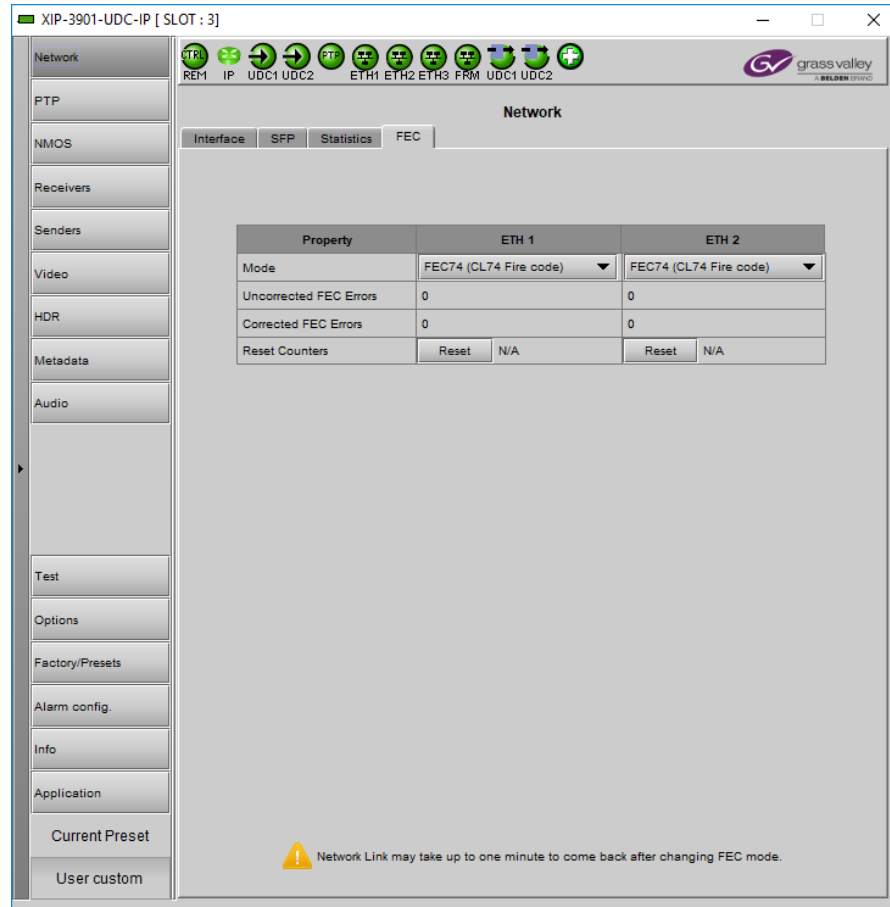 XIP-3901-UDC-IP [ SLOT : 3]
Network
PTP
NMOS
Receivers
Senders
Video
HDR
Metadata
Audio
Test
Options
Factory/Presets
Alarm config.
Info
Application
Current Preset
User custom
CTRL PTP
REM IP UDC1 UDC2 ETH1 ETH2 ETH3 FRM UDC1 UDC2
GV grass valley
A BELDEN BRAND
Network
Interface SFP Statistics FEC
Property ETH 1 ETH 2
Mode FEC74 (CL74 Fire code) FEC74 (CL74 Fire code)
Uncorrected FEC Errors 0 0
Corrected FEC Errors 0 0
Reset Counters Reset N/A Reset N/A
Network Link may take up to one minute to come back after changing FEC mode.